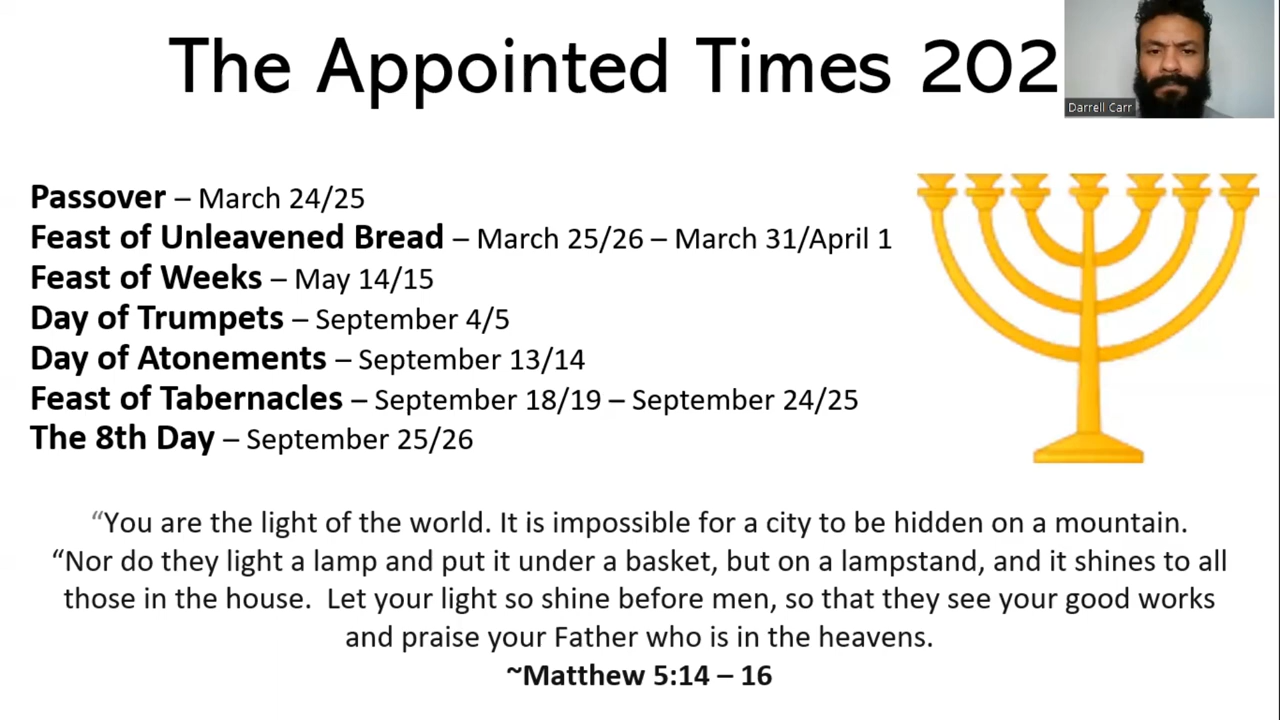 The Appointed Times 202
Darrell Carr
Passover – March 24/25
Feast of Unleavened Bread – March 25/26 – March 31/April 1
Feast of Weeks – May 14/15
Day of Trumpets – September 4/5
Day of Atonements – September 13/14
Feast of Tabernacles – September 18/19 – September 24/25
The 8th Day – September 25/26
“You are the light of the world. It is impossible for a city to be hidden on a mountain.
“Nor do they light a lamp and put it under a basket, but on a lampstand, and it shines to all
those in the house. Let your light so shine before men, so that they see your good works
and praise your Father who is in the heavens.
~Matthew 5:14 – 16